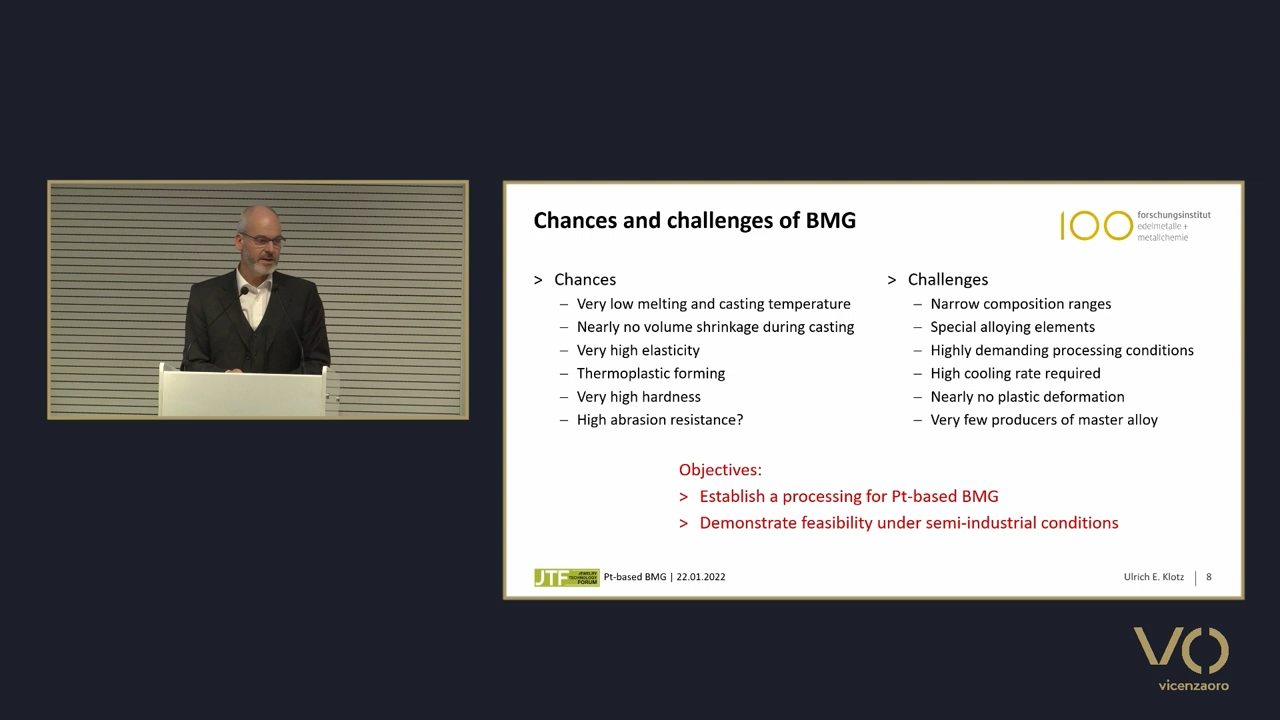 Chances and challenges of BMG
100 forschungsinstitut
edelmetalle +
metallchemie
> Chances
– Very low melting and casting temperature
– Nearly no volume shrinkage during casting
– Very high elasticity
– Thermoplastic forming
– Very high hardness
– High abrasion resistance?
> Challenges
– Narrow composition ranges
– Special alloying elements
– Highly demanding processing conditions
– High cooling rate required
– Nearly no plastic deformation
– Very few producers of master alloy
Objectives:
> Establish a processing for Pt-based BMG
> Demonstrate feasibility under semi-industrial conditions
JTF JEWELRY
TECHNOLOGY
FORUM
Pt-based BMG | 22.01.2022
Ulrich E. Klotz | 8
VO
vicenzaoro